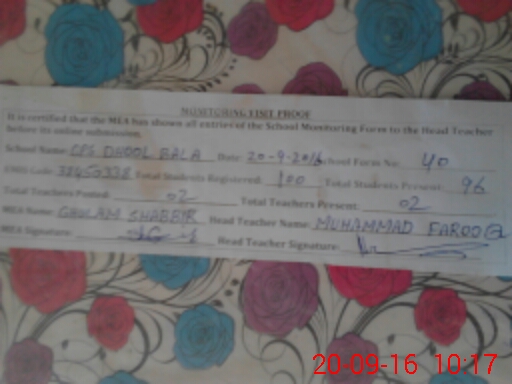 MONITORING VISIT PROOF
It is certified that the MEA has shown all entries of the School Monitoring Form to the Head Teacher
before its online submission.
School Name: GPS DHOOL BALA Date: 20-9-2016 School Form No: 40
EMIS Code: Total Students Registered: 100 Total Students Present: 96
Total Teachers Posted: 02 Total Teachers Present: 02
MEA Name: GHULAM SHABBIR Head Teacher Name: MUHAMMAD FAROOQ
MEA Signature: Head Teacher Signature:
20-09-16 10:17